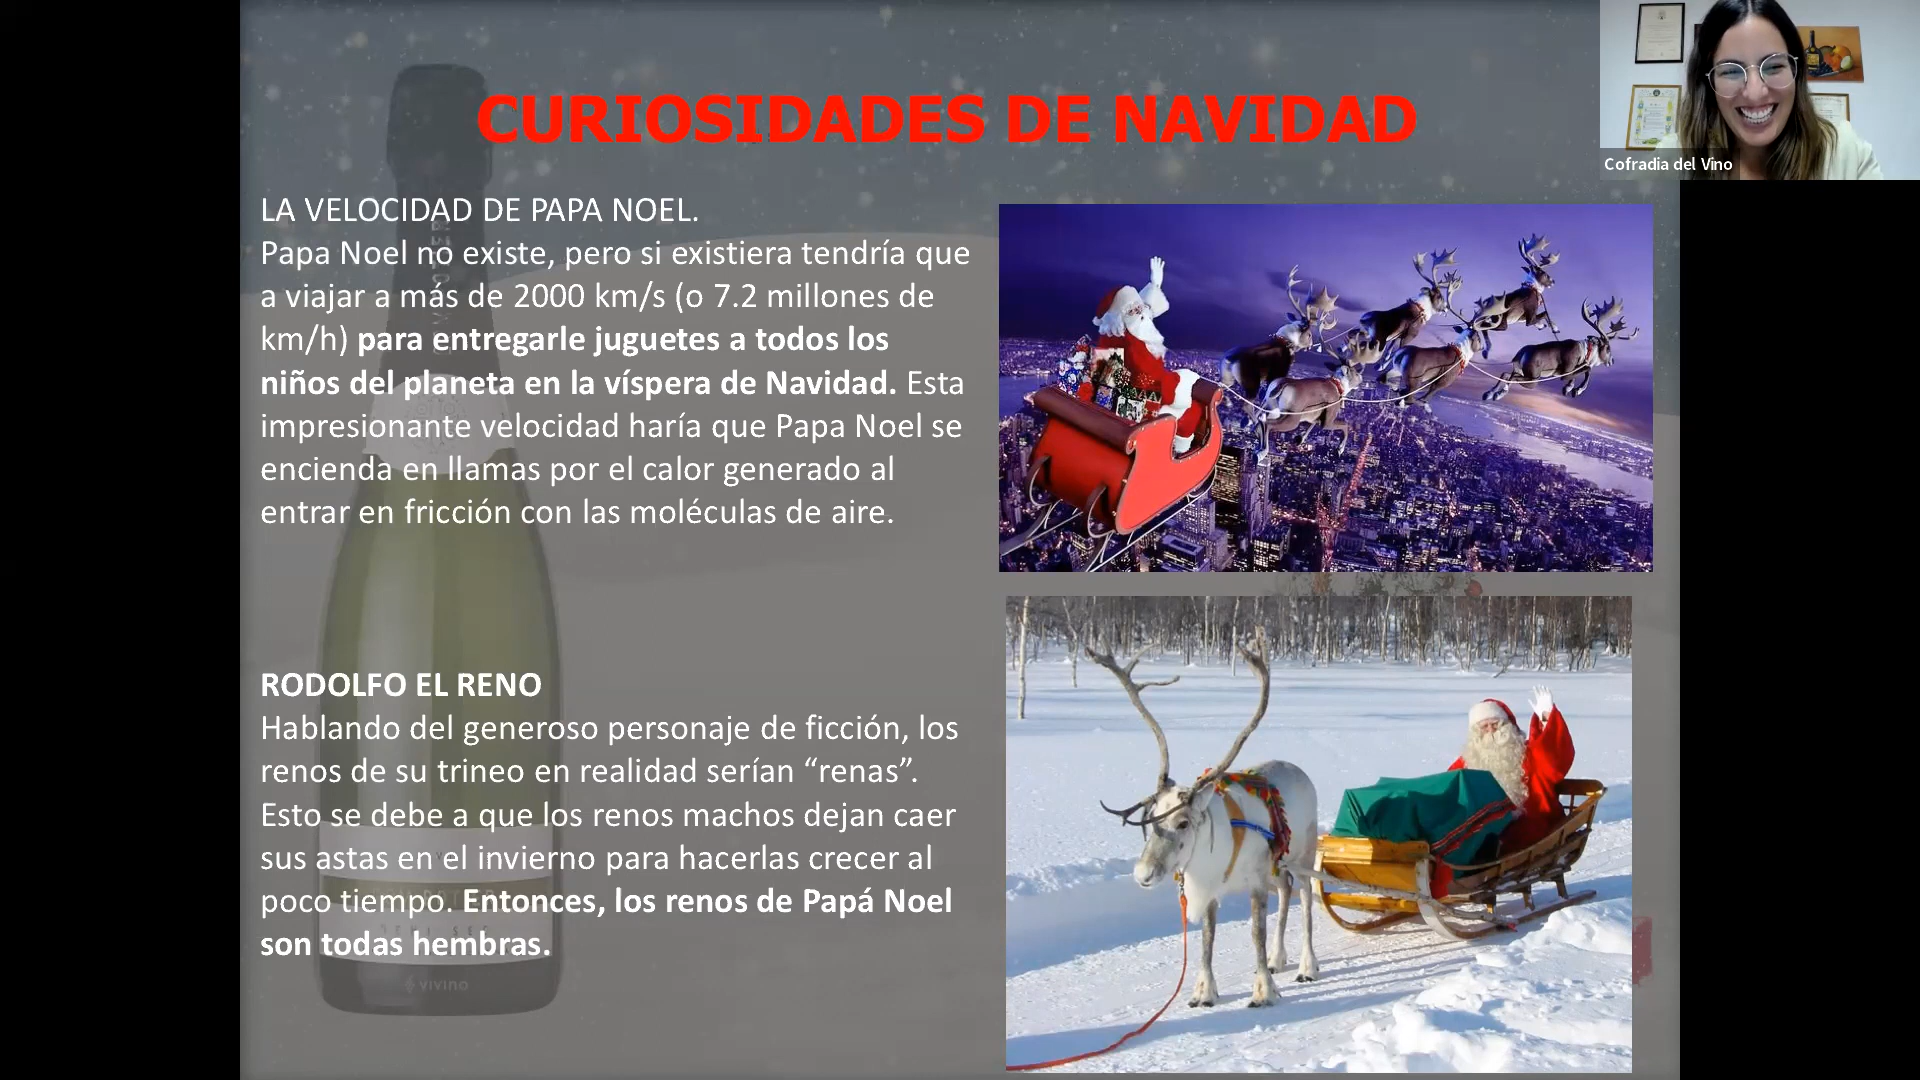 CURIOSIDADES DE NAVIDAD
Cofradia del Vino
LA VELOCIDAD DE PAPA NOEL.
Papa Noel no existe, pero si existiera tendría que
a viajar a más de 2000 km/s (o 7.2 millones de
km/h) para entregarle juguetes a todos los
niños del planeta en la víspera de Navidad. Esta
impresionante velocidad haría que Papa Noel se
encienda en llamas por el calor generado al
entrar en fricción con las moléculas de aire.
RODOLFO EL RENO
Hablando del generoso personaje de ficción, los
renos de su trineo en realidad serían “renas”.
Esto se debe a que los renos machos dejan caer
sus astas en el invierno para hacerlas crecer al
poco tiempo. Entonces, los renos de Papá Noel
son todas hembras.
vivino